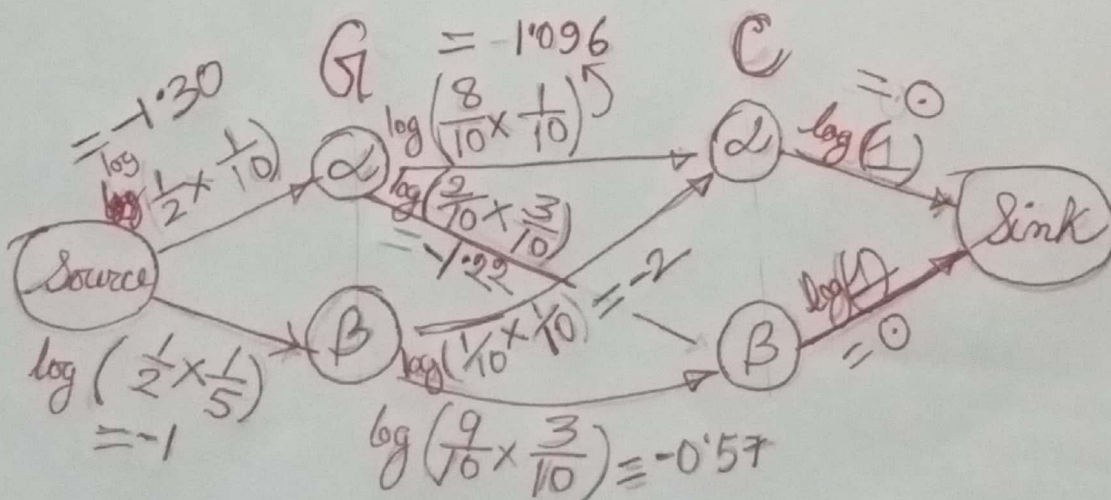 G
= -1.096
C
= -1.30
log
(1/2 × 1/10)
log(8/10 × 1/10)
= 0
α
α
log(1)
log(2/10 × 3/10)
= -1.22
Source
Sink
= -2
log(1/10 × 1/10)
β
β
log(1)
= 0
log(1/2 × 1/5)
= -1
log(9/10 × 3/10) = -0.57